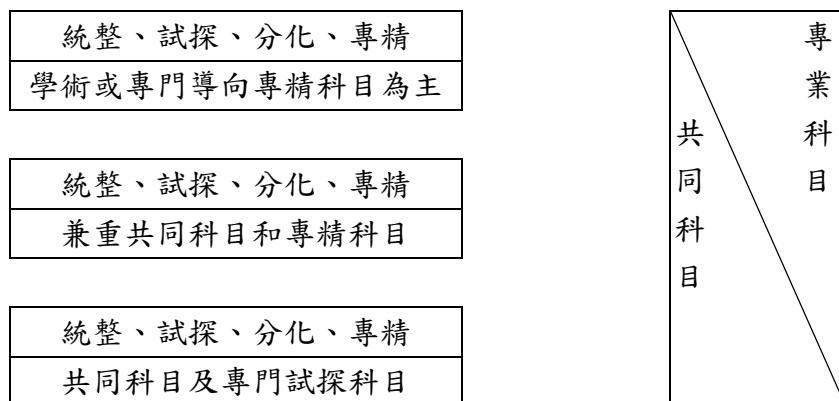 統整、試探、分化、專精
學術或專門導向專精科目為主
統整、試探、分化、專精
兼重共同科目和專精科目
統整、試探、分化、專精
共同科目及專門試探科目
共同科目
專業科目